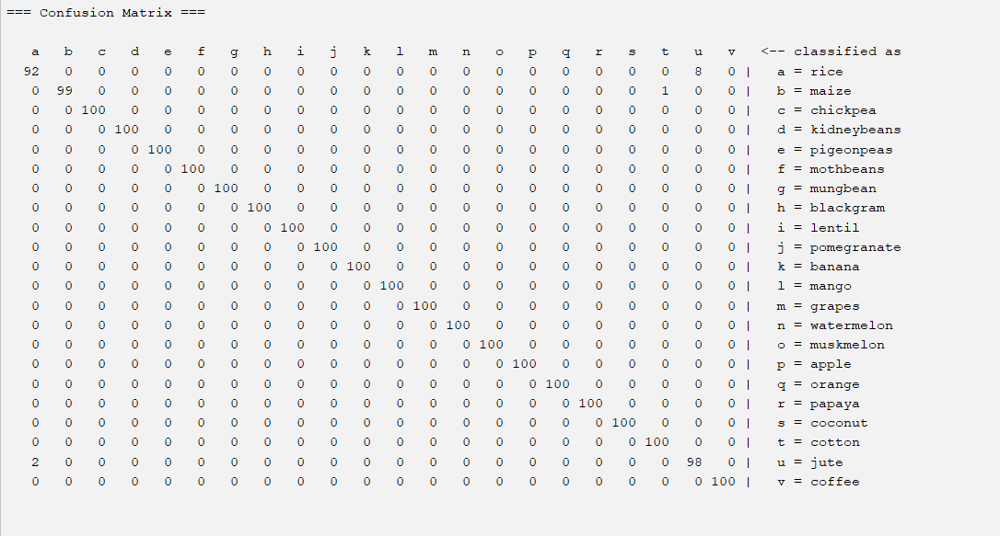 === Confusion Matrix ===
a b c d e f g h i j k l m n o p q r s t u v <-- classified as
92 0 0 0 0 0 0 0 0 0 0 0 0 0 0 0 0 0 0 0 8 0 | a = rice
0 99 0 0 0 0 0 0 0 0 0 0 0 0 0 0 0 0 0 1 0 0 | b = maize
0 0 100 0 0 0 0 0 0 0 0 0 0 0 0 0 0 0 0 0 0 0 | c = chickpea
0 0 0 100 0 0 0 0 0 0 0 0 0 0 0 0 0 0 0 0 0 0 | d = kidneybeans
0 0 0 0 100 0 0 0 0 0 0 0 0 0 0 0 0 0 0 0 0 0 | e = pigeonpeas
0 0 0 0 0 100 0 0 0 0 0 0 0 0 0 0 0 0 0 0 0 0 | f = mothbeans
0 0 0 0 0 0 100 0 0 0 0 0 0 0 0 0 0 0 0 0 0 0 | g = mungbean
0 0 0 0 0 0 0 100 0 0 0 0 0 0 0 0 0 0 0 0 0 0 | h = blackgram
0 0 0 0 0 0 0 0 100 0 0 0 0 0 0 0 0 0 0 0 0 0 | i = lentil
0 0 0 0 0 0 0 0 0 100 0 0 0 0 0 0 0 0 0 0 0 0 | j = pomegranate
0 0 0 0 0 0 0 0 0 0 100 0 0 0 0 0 0 0 0 0 0 0 | k = banana
0 0 0 0 0 0 0 0 0 0 0 100 0 0 0 0 0 0 0 0 0 0 | l = mango
0 0 0 0 0 0 0 0 0 0 0 0 100 0 0 0 0 0 0 0 0 0 | m = grapes
0 0 0 0 0 0 0 0 0 0 0 0 0 100 0 0 0 0 0 0 0 0 | n = watermelon
0 0 0 0 0 0 0 0 0 0 0 0 0 0 100 0 0 0 0 0 0 0 | o = muskmelon
0 0 0 0 0 0 0 0 0 0 0 0 0 0 0 100 0 0 0 0 0 0 | p = apple
0 0 0 0 0 0 0 0 0 0 0 0 0 0 0 0 100 0 0 0 0 0 | q = orange
0 0 0 0 0 0 0 0 0 0 0 0 0 0 0 0 0 100 0 0 0 0 | r = papaya
0 0 0 0 0 0 0 0 0 0 0 0 0 0 0 0 0 0 100 0 0 0 | s = coconut
0 0 0 0 0 0 0 0 0 0 0 0 0 0 0 0 0 0 0 100 0 0 | t = cotton
2 0 0 0 0 0 0 0 0 0 0 0 0 0 0 0 0 0 0 0 98 0 | u = jute
0 0 0 0 0 0 0 0 0 0 0 0 0 0 0 0 0 0 0 0 0 100 | v = coffee